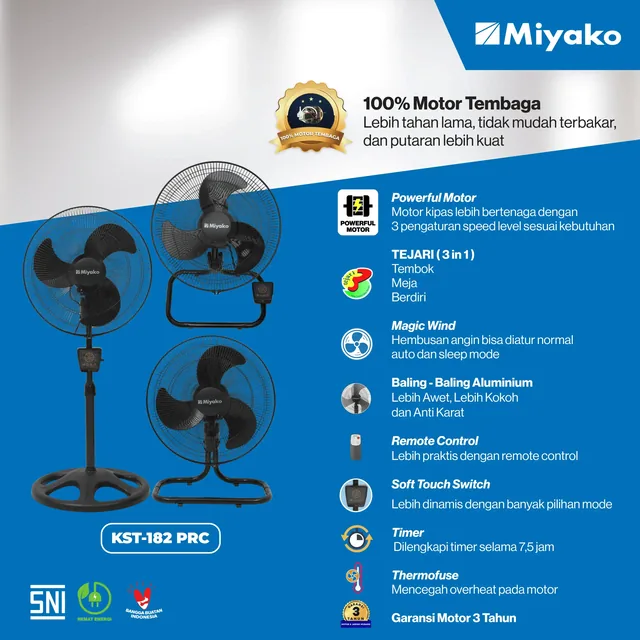 Miyako
100% MOTOR TEMBAGA
100% Motor Tembaga
Lebih tahan lama, tidak mudah terbakar,
dan putaran lebih kuat
Miyako
Miyako
Miyako
KST-182 PRC
POWERFUL
MOTOR
Powerful Motor
Motor kipas lebih bertenaga dengan
3 pengaturan speed level sesuai kebutuhan
3
TEJARI ( 3 in 1 )
Tembok
Meja
Berdiri
Magic Wind
Hembusan angin bisa diatur normal
auto dan sleep mode
Baling - Baling Aluminium
Lebih Awet, Lebih Kokoh
dan Anti Karat
Remote Control
Lebih praktis dengan remote control
Soft Touch Switch
Lebih dinamis dengan banyak pilihan mode
Timer
Dilengkapi timer selama 7,5 jam
Thermofuse
Mencegah overheat pada motor
3
TAHUN
Garansi Motor 3 Tahun
SNI
HEMAT ENERGI
BANGGA BUATAN
INDONESIA